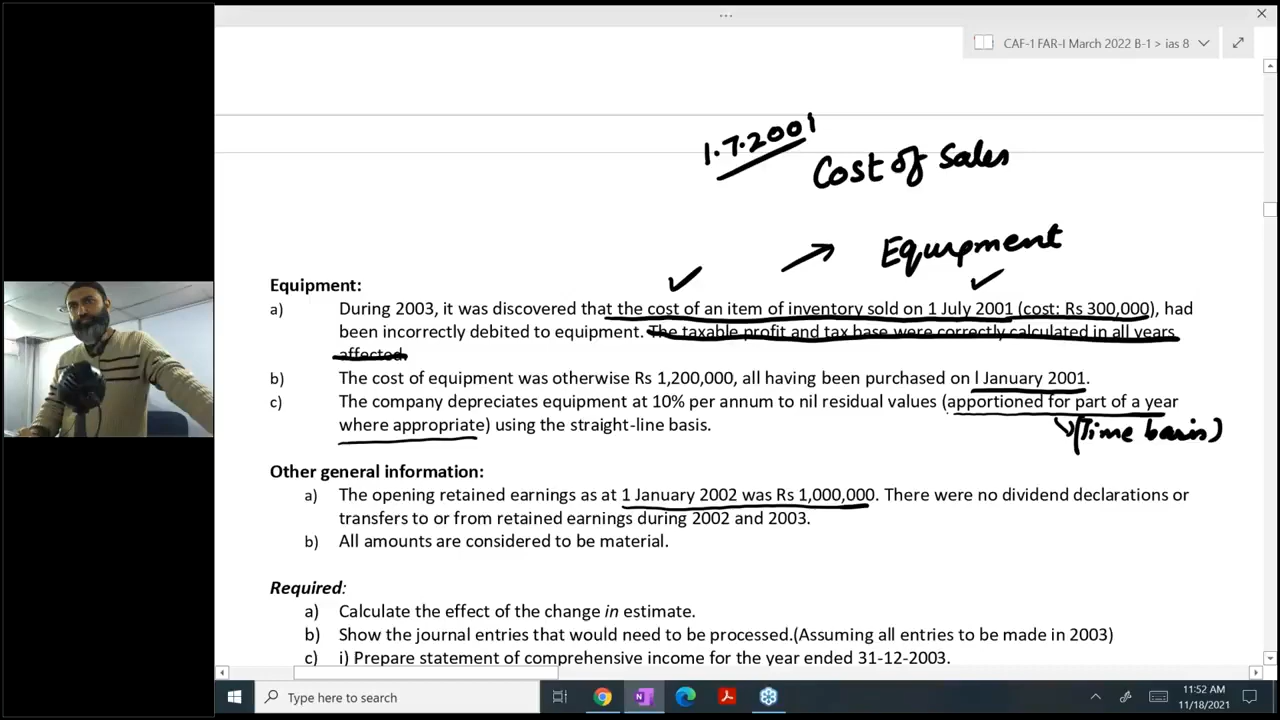 CAF-1 FAR-I March 2022 B-1 > ias 8
1.7.2001
Cost of Sales
Equipment
Equipment:
a) During 2003, it was discovered that the cost of an item of inventory sold on 1 July 2001 (cost: Rs 300,000), had
been incorrectly debited to equipment. The taxable profit and tax base were correctly calculated in all years
affected.
b) The cost of equipment was otherwise Rs 1,200,000, all having been purchased on l January 2001.
c) The company depreciates equipment at 10% per annum to nil residual values (apportioned for part of a year
where appropriate) using the straight-line basis.
(Time basis)
Other general information:
a) The opening retained earnings as at 1 January 2002 was Rs 1,000,000. There were no dividend declarations or
transfers to or from retained earnings during 2002 and 2003.
b) All amounts are considered to be material.
Required:
a) Calculate the effect of the change in estimate.
b) Show the journal entries that would need to be processed.(Assuming all entries to be made in 2003)
c) i) Prepare statement of comprehensive income for the year ended 31-12-2003.
Type here to search
11:52 AM
11/18/2021